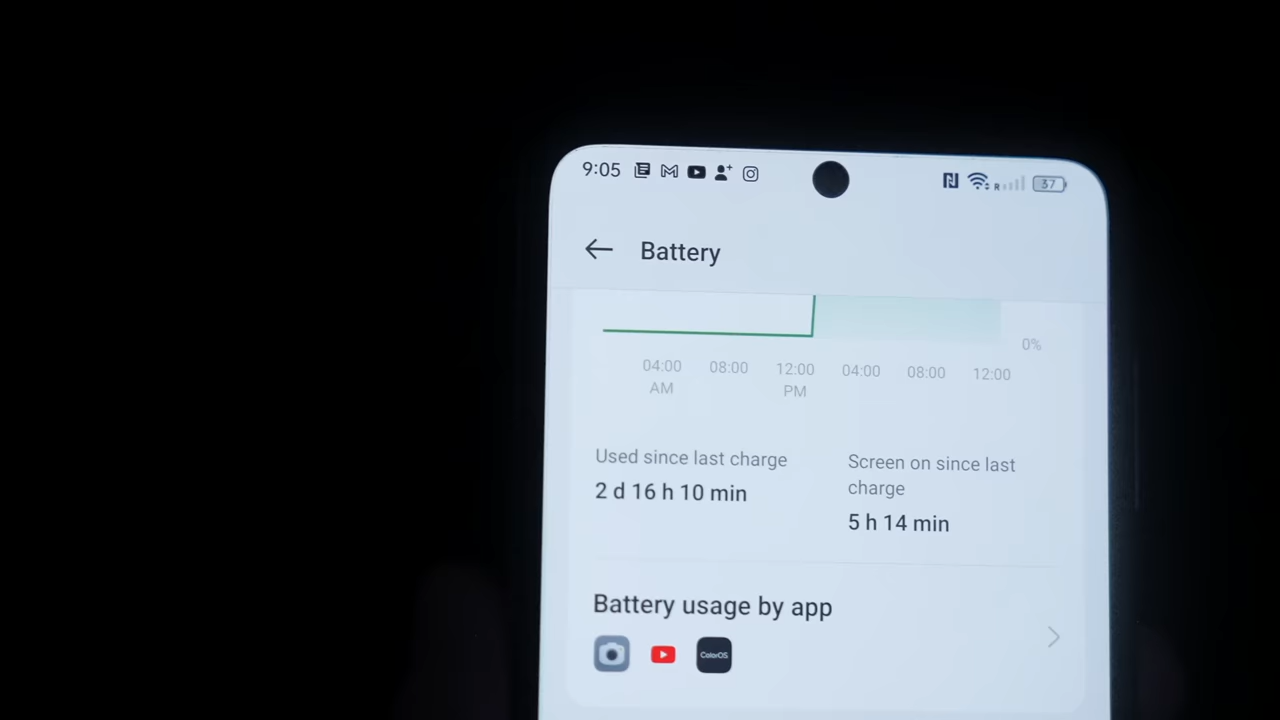 9:05 R 37
Battery
0%
04:00 08:00 12:00 04:00 08:00 12:00
AM PM
Used since last charge
2 d 16 h 10 min
Screen on since last
charge
5 h 14 min
Battery usage by app
ColorOS